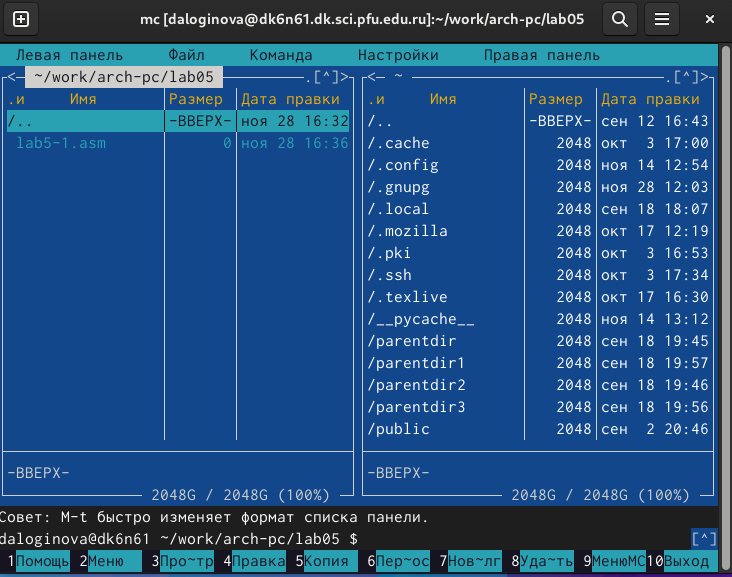 mc [daloginova@dk6n61.dk.sci.pfu.edu.ru]:~/work/arch-pc/lab05
Левая панель Файл Команда Настройки Правая панель
<─ ~/work/arch-pc/lab05 ─.[^]>
.и Имя Размер Дата правки
/.. -ВВЕРХ- ноя 28 16:32
lab5-1.asm 0 ноя 28 16:36
-ВВЕРХ-
2048G / 2048G (100%)
<─ ~ ─.[^]>
.и Имя Размер Дата правки
/.. -ВВЕРХ- сен 12 16:43
/.cache 2048 окт 3 17:00
/.config 2048 ноя 14 12:54
/.gnupg 2048 ноя 28 12:03
/.local 2048 сен 18 18:07
/.mozilla 2048 окт 17 12:19
/.pki 2048 окт 3 16:53
/.ssh 2048 окт 3 17:34
/.texlive 2048 окт 17 16:30
/__pycache__ 2048 ноя 14 13:12
/parentdir 2048 сен 18 19:45
/parentdir1 2048 сен 18 19:57
/parentdir2 2048 сен 18 19:46
/parentdir3 2048 сен 18 19:56
/public 2048 сен 2 20:46
-ВВЕРХ-
2048G / 2048G (100%)
Совет: M-t быстро изменяет формат списка панели.
daloginova@dk6n61 ~/work/arch-pc/lab05 $ [^]
1Помощь 2Меню 3Про~тр 4Правка 5Копия 6Пер~ос 7Нов~лг 8Уда~ть 9МенюMC 10Выход